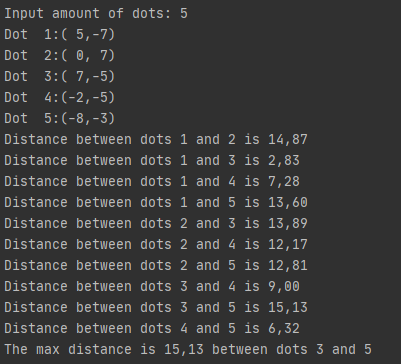 Input amount of dots: 5
Dot  1:( 5,-7)
Dot  2:( 0, 7)
Dot  3:( 7,-5)
Dot  4:(-2,-5)
Dot  5:(-8,-3)
Distance between dots 1 and 2 is 14,87
Distance between dots 1 and 3 is 2,83
Distance between dots 1 and 4 is 7,28
Distance between dots 1 and 5 is 13,60
Distance between dots 2 and 3 is 13,89
Distance between dots 2 and 4 is 12,17
Distance between dots 2 and 5 is 12,81
Distance between dots 3 and 4 is 9,00
Distance between dots 3 and 5 is 15,13
Distance between dots 4 and 5 is 6,32
The max distance is 15,13 between dots 3 and 5